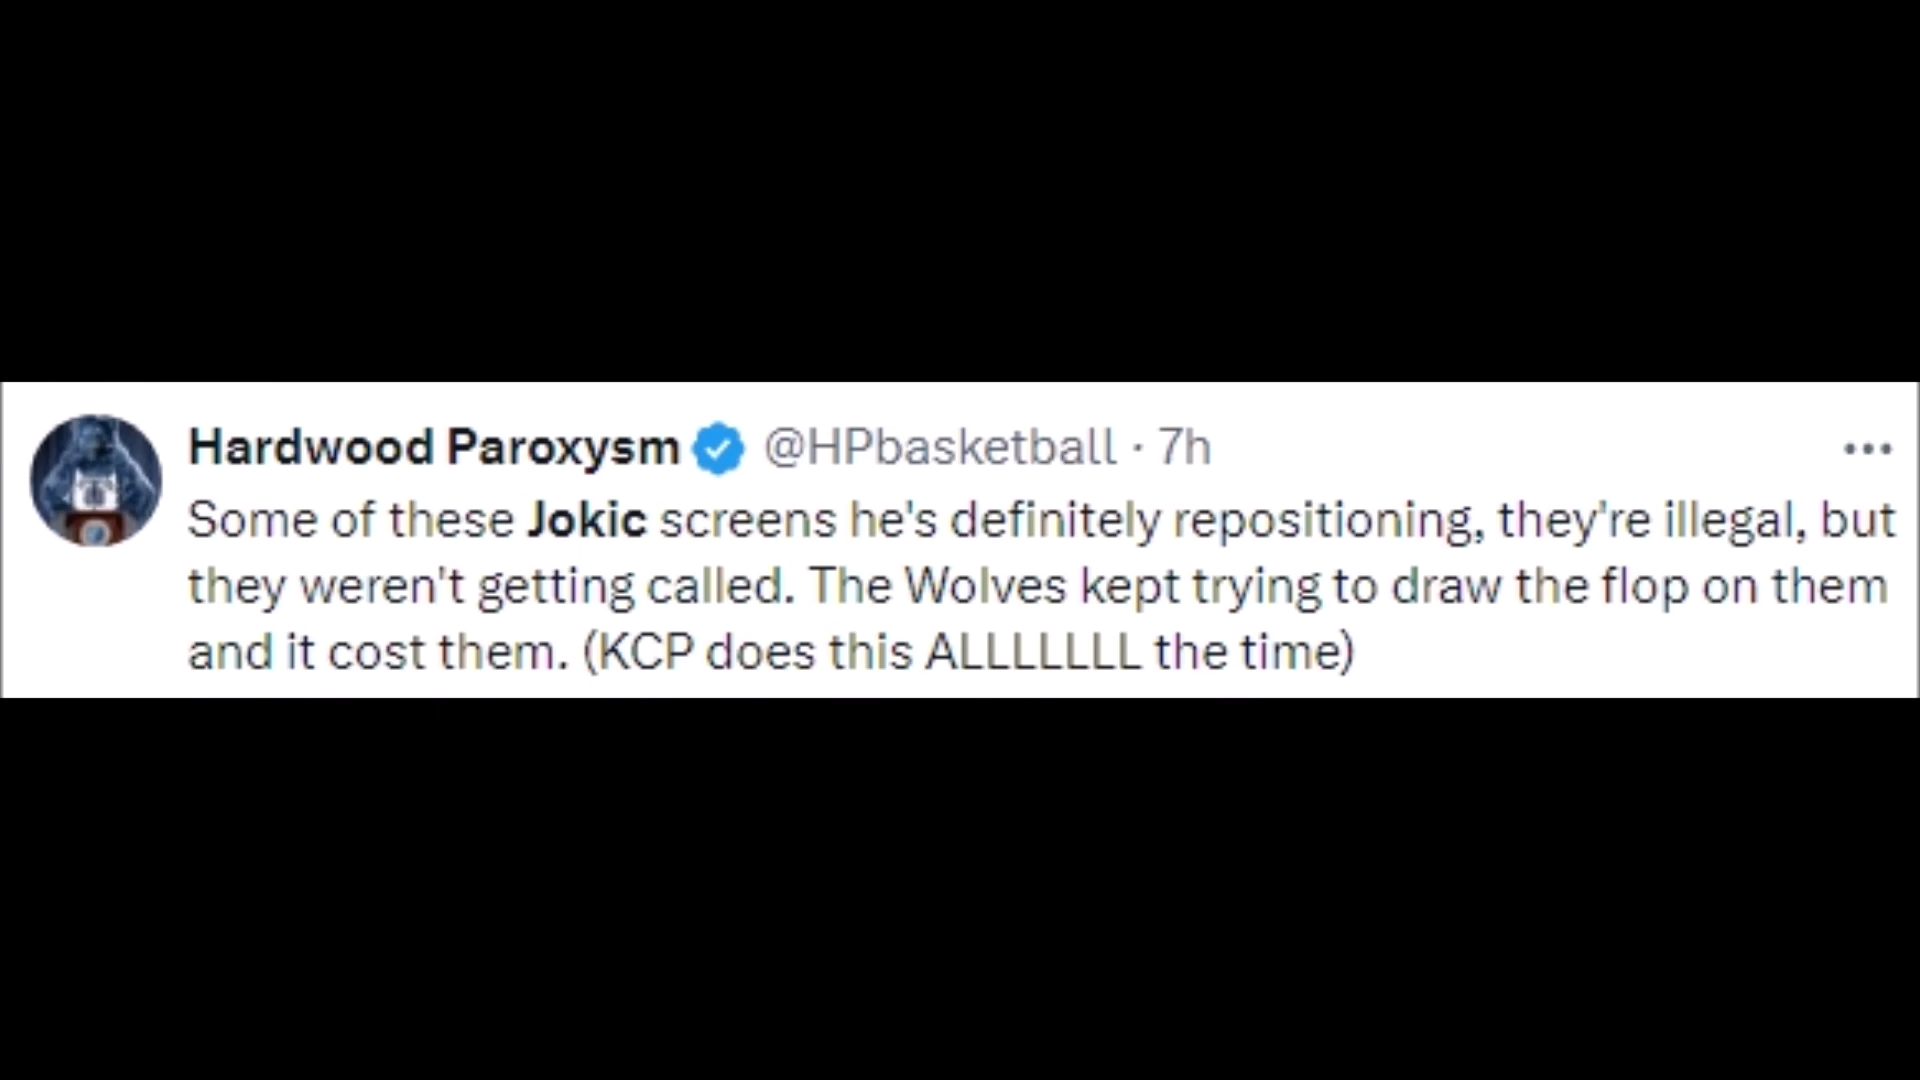 Hardwood Paroxysm @HPbasketball · 7h
Some of these Jokic screens he's definitely repositioning, they're illegal, but
they weren't getting called. The Wolves kept trying to draw the flop on them
and it cost them. (KCP does this ALLLLLLL the time)